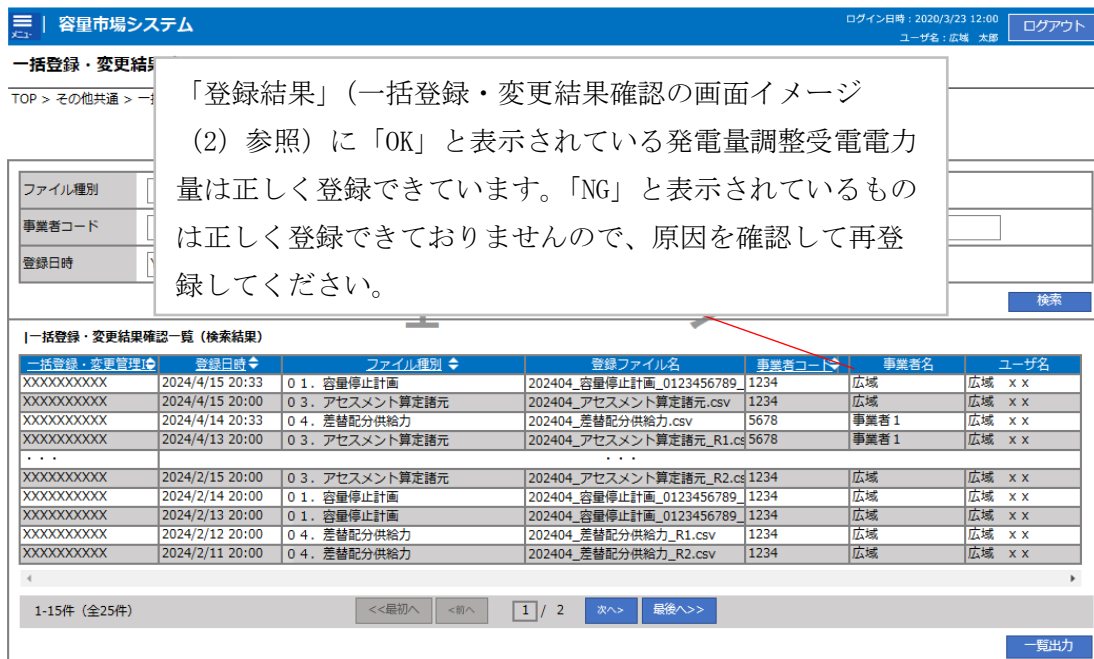 メニュー
容量市場システム
ログイン日時：2020/3/23 12:00
ユーザ名：広域 太郎
ログアウト
一括登録・変更結
TOP > その他共通 >
「登録結果」(一括登録・変更結果確認の画面イメージ
(2) 参照) に「OK」と表示されている発電量調整受電電力
量は正しく登録できています。「NG」と表示されているもの
は正しく登録できておりませんので、原因を確認して再登
録してください。
ファイル種別
事業者コード
登録日時
検索
|一括登録・変更結果確認一覧（検索結果）
一括登録・変更管理I 登録日時 ファイル種別 登録ファイル名 事業者コード 事業者名 ユーザ名
XXXXXXXXXX 2024/4/15 20:33 ０１．容量停止計画 202404_容量停止計画_0123456789_ 1234 広域 広域 ｘｘ
XXXXXXXXXX 2024/4/15 20:00 ０３．アセスメント算定諸元 202404_アセスメント算定諸元.csv 1234 広域 広域 ｘｘ
XXXXXXXXXX 2024/4/14 20:33 ０４．差替配分供給力 202404_差替配分供給力.csv 5678 事業者１ 広域 ｘｘ
XXXXXXXXXX 2024/4/13 20:00 ０３．アセスメント算定諸元 202404_アセスメント算定諸元_R1.cs 5678 事業者１ 広域 ｘｘ
・・・ ・・・
XXXXXXXXXX 2024/2/15 20:00 ０３．アセスメント算定諸元 202404_アセスメント算定諸元_R2.cs 1234 広域 広域 ｘｘ
XXXXXXXXXX 2024/2/14 20:00 ０１．容量停止計画 202404_容量停止計画_0123456789_ 1234 広域 広域 ｘｘ
XXXXXXXXXX 2024/2/13 20:00 ０１．容量停止計画 202404_容量停止計画_0123456789_ 1234 広域 広域 ｘｘ
XXXXXXXXXX 2024/2/12 20:00 ０４．差替配分供給力 202404_差替配分供給力_R1.csv 1234 広域 広域 ｘｘ
XXXXXXXXXX 2024/2/11 20:00 ０４．差替配分供給力 202404_差替配分供給力_R2.csv 1234 広域 広域 ｘｘ
1-15件（全25件） <<最初へ <前へ 1 / 2 次へ> 最後へ>>
一覧出力